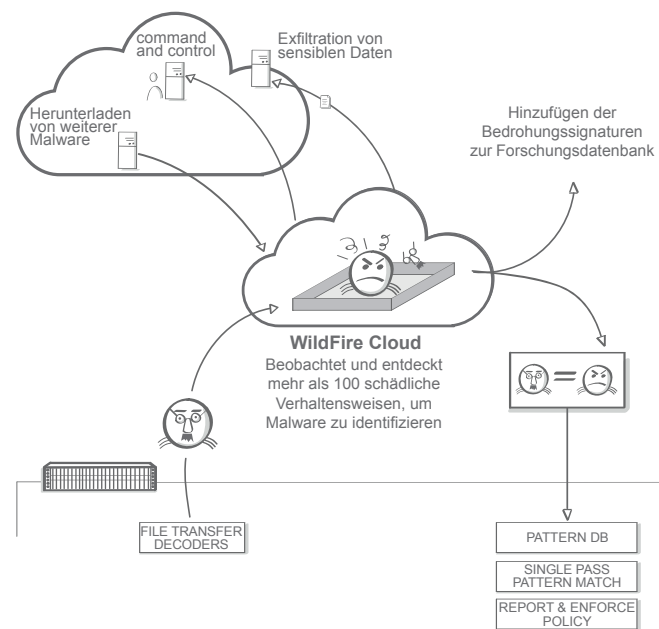 command
and control
Exfiltration von
sensiblen Daten
Herunterladen
von weiterer
Malware
Hinzufügen der
Bedrohungssignaturen
zur Forschungsdatenbank
WildFire Cloud
Beobachtet und entdeckt
mehr als 100 schädliche
Verhaltensweisen, um
Malware zu identifizieren
FILE TRANSFER
DECODERS
PATTERN DB
SINGLE PASS
PATTERN MATCH
REPORT & ENFORCE
POLICY